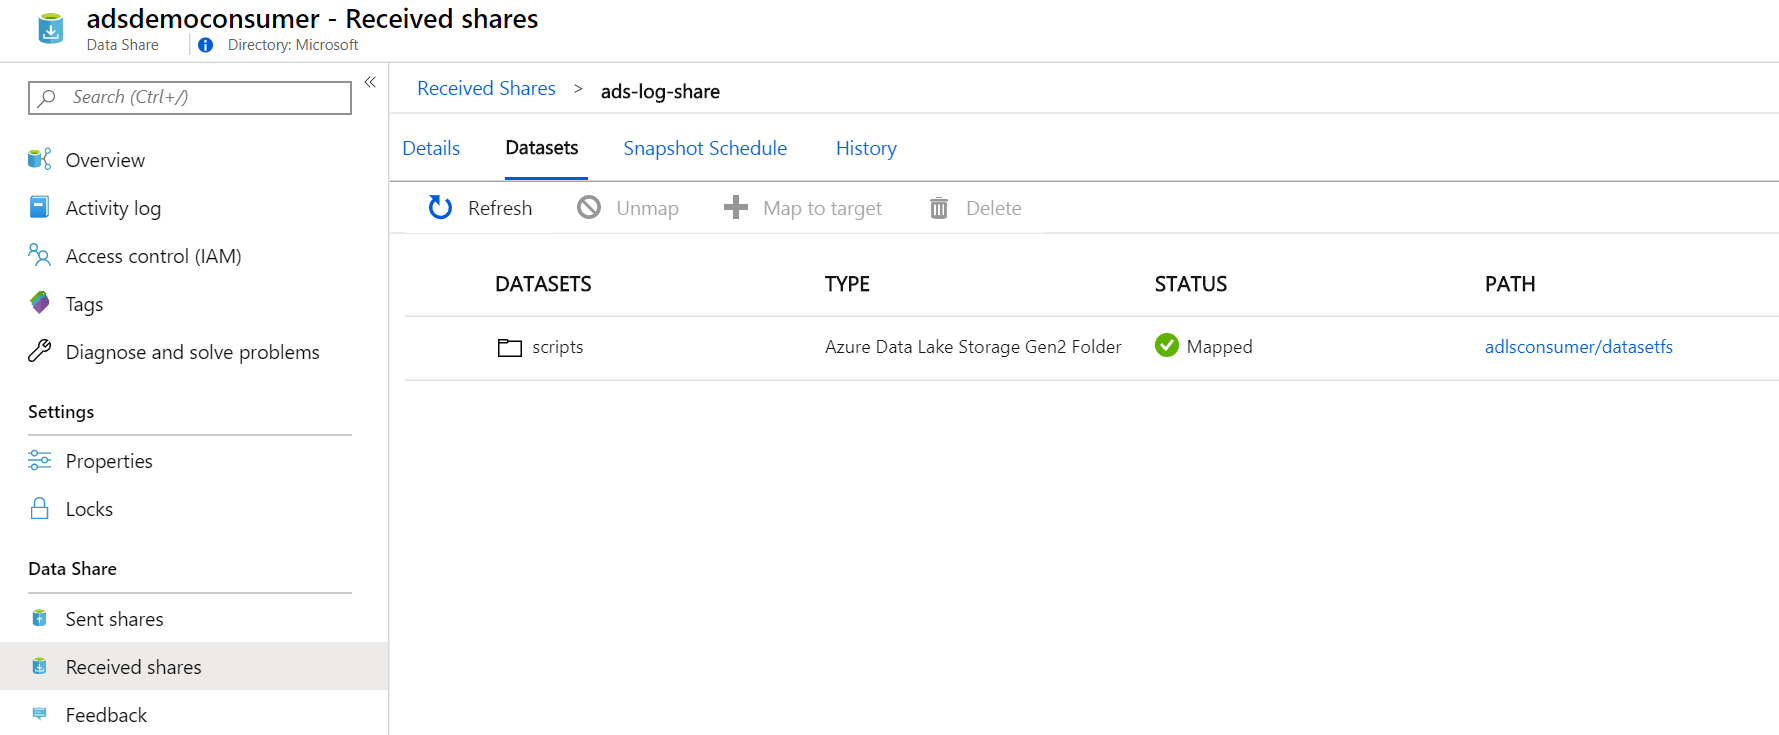 adsdemoconsumer - Received shares
Data Share
Directory: Microsoft
Search (Ctrl+/)
«
Overview
Activity log
Access control (IAM)
Tags
Diagnose and solve problems
Settings
Properties
Locks
Data Share
Sent shares
Received shares
Feedback
Received Shares > ads-log-share
Details Datasets Snapshot Schedule History
Refresh Unmap Map to target Delete
DATASETS TYPE STATUS PATH
scripts Azure Data Lake Storage Gen2 Folder Mapped adlsconsumer/datasetfs